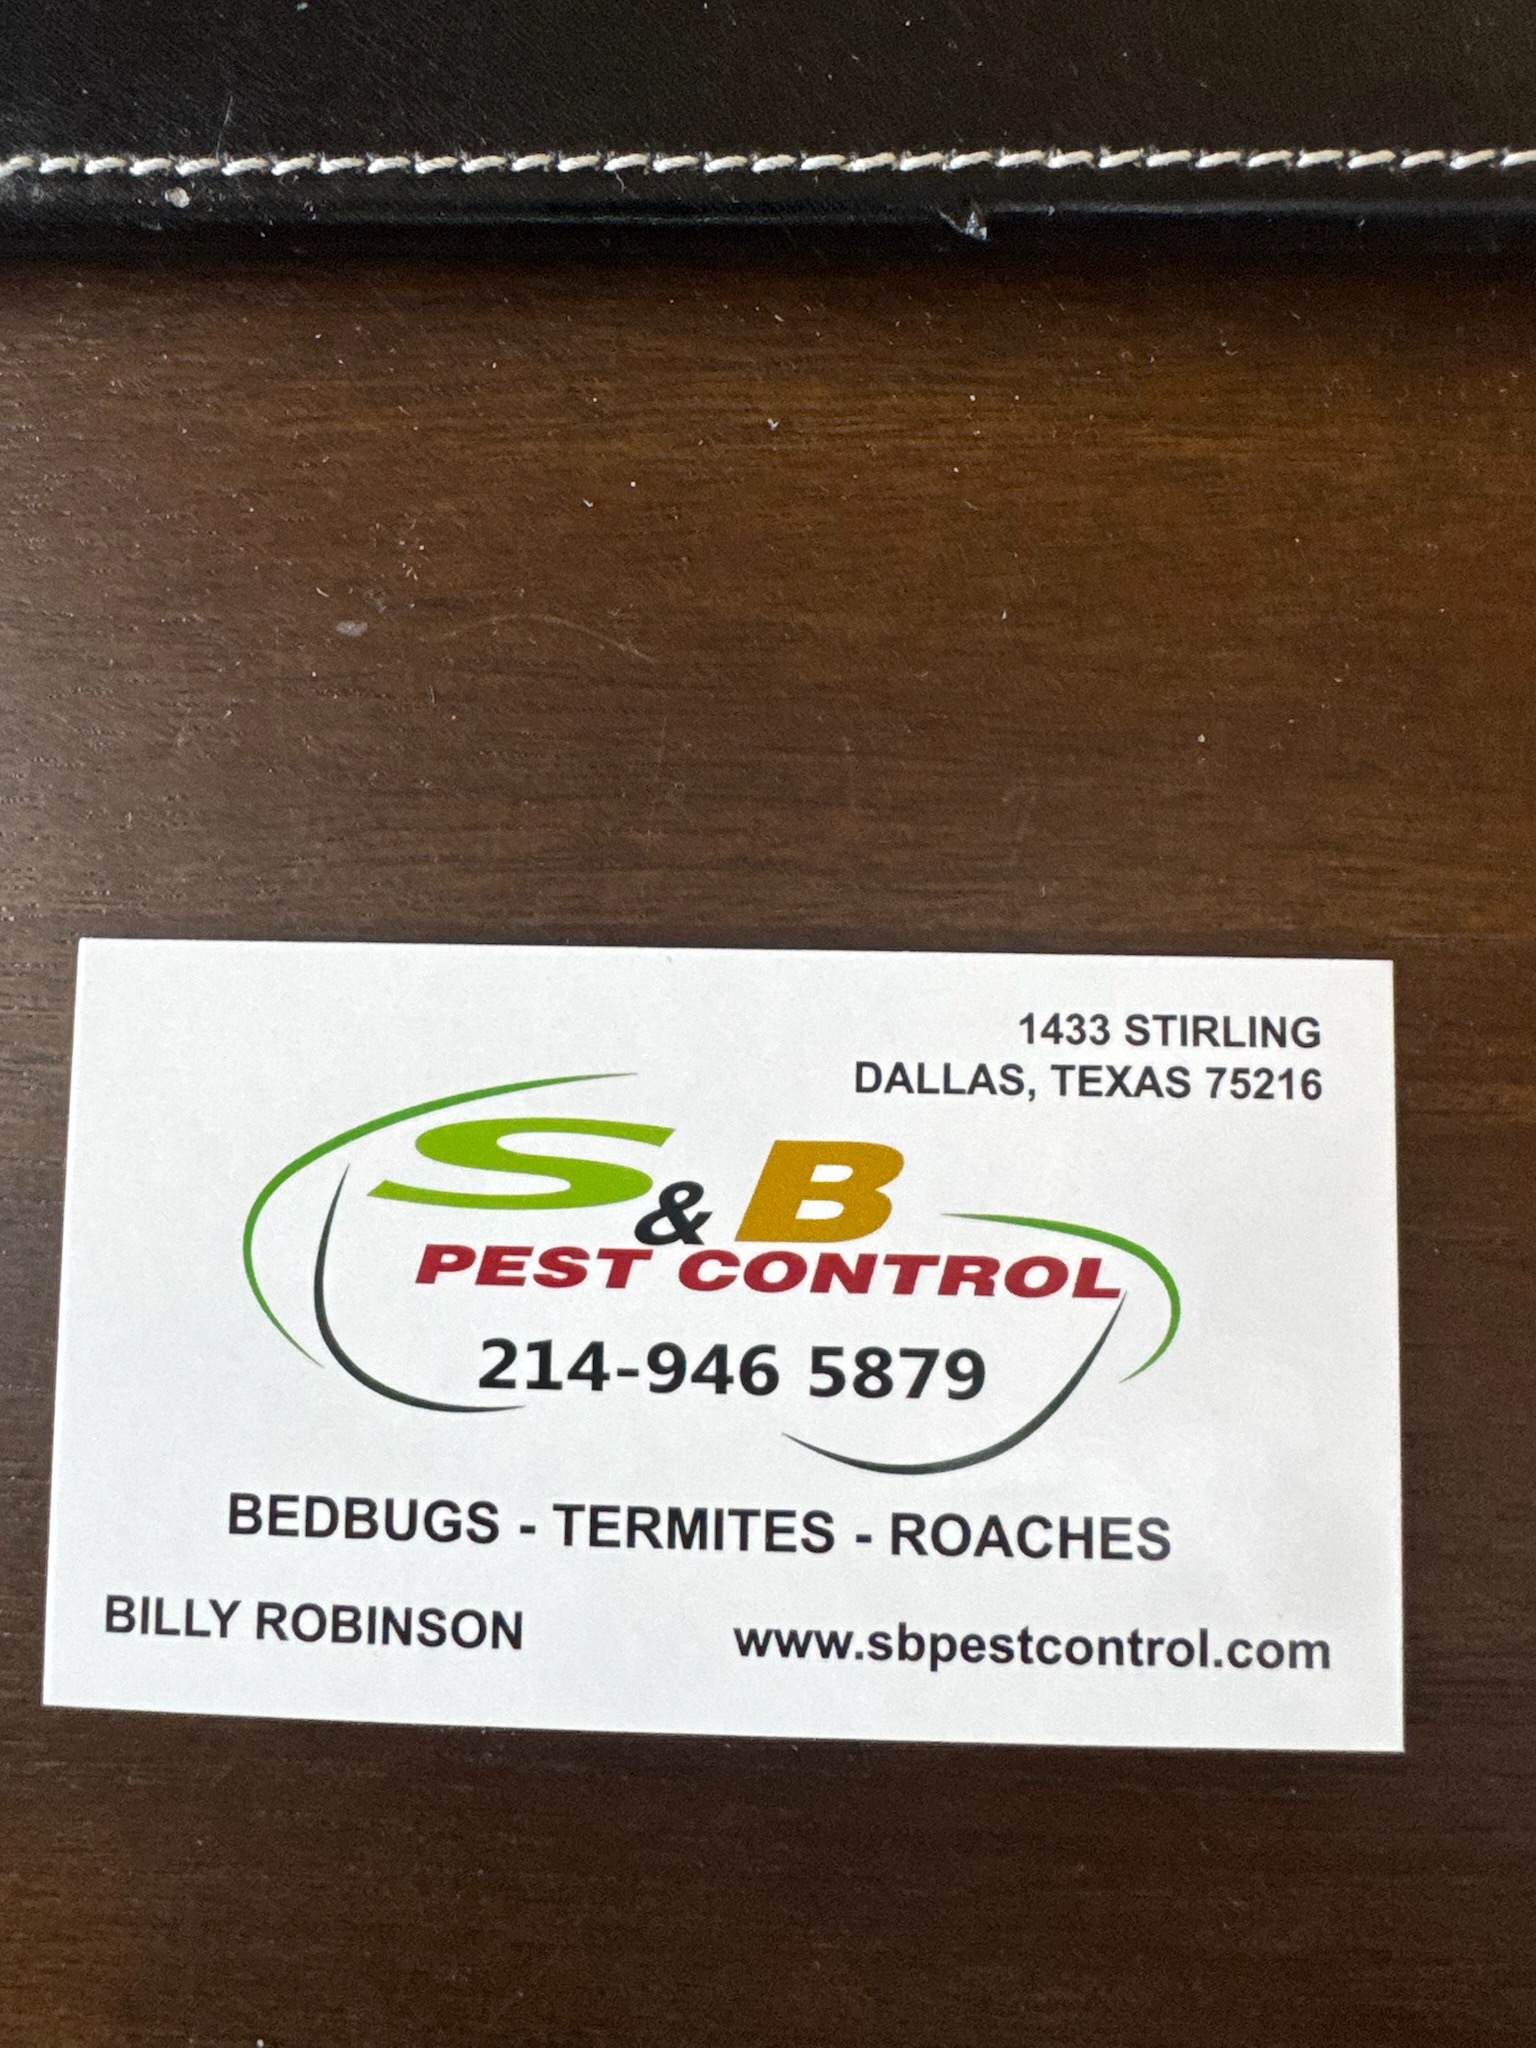 1433 STIRLING
DALLAS, TEXAS 75216
S & B
PEST CONTROL
214-946 5879
BEDBUGS - TERMITES - ROACHES
BILLY ROBINSON
www.sbpestcontrol.com